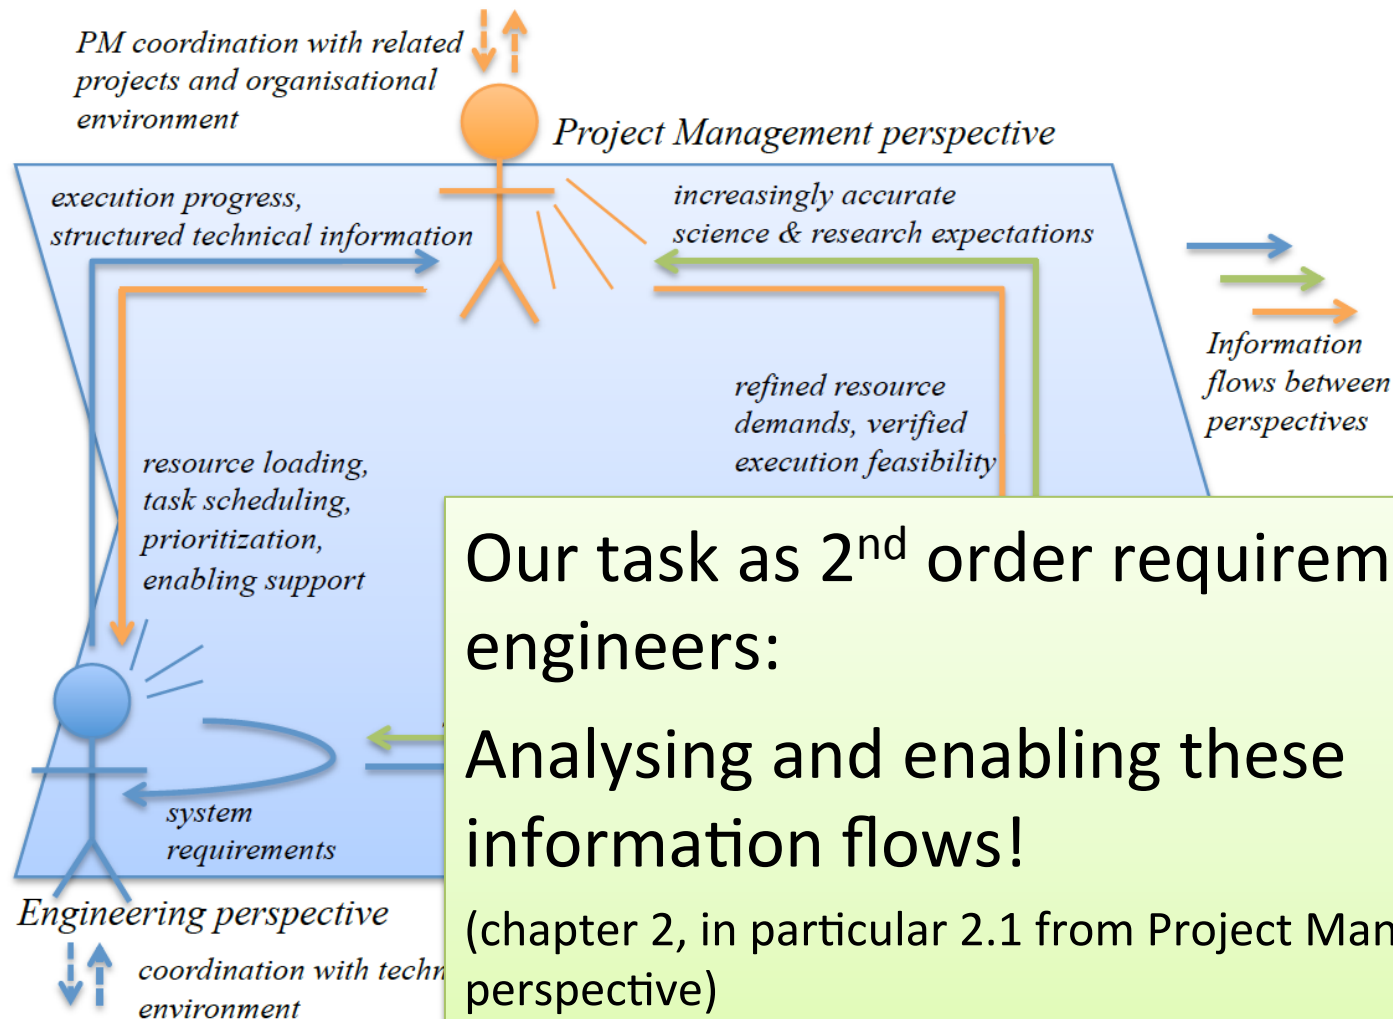 PM coordination with related
projects and organisational
environment
Project Management perspective
execution progress,
structured technical information
increasingly accurate
science & research expectations
Information
flows between
perspectives
refined resource
demands, verified
execution feasibility
resource loading,
task scheduling,
prioritization,
enabling support
Our task as 2nd order requirem
engineers:
Analysing and enabling these
information flows!
(chapter 2, in particular 2.1 from Project Man
perspective)
system
requirements
Engineering perspective
coordination with techn
environment